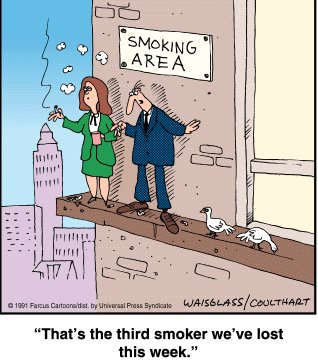 SMOKING
AREA
© 1991 Farcus Cartoons/dist. by Universal Press Syndicate
WAISGLASS/COULTHART
“That’s the third smoker we’ve lost
this week.”